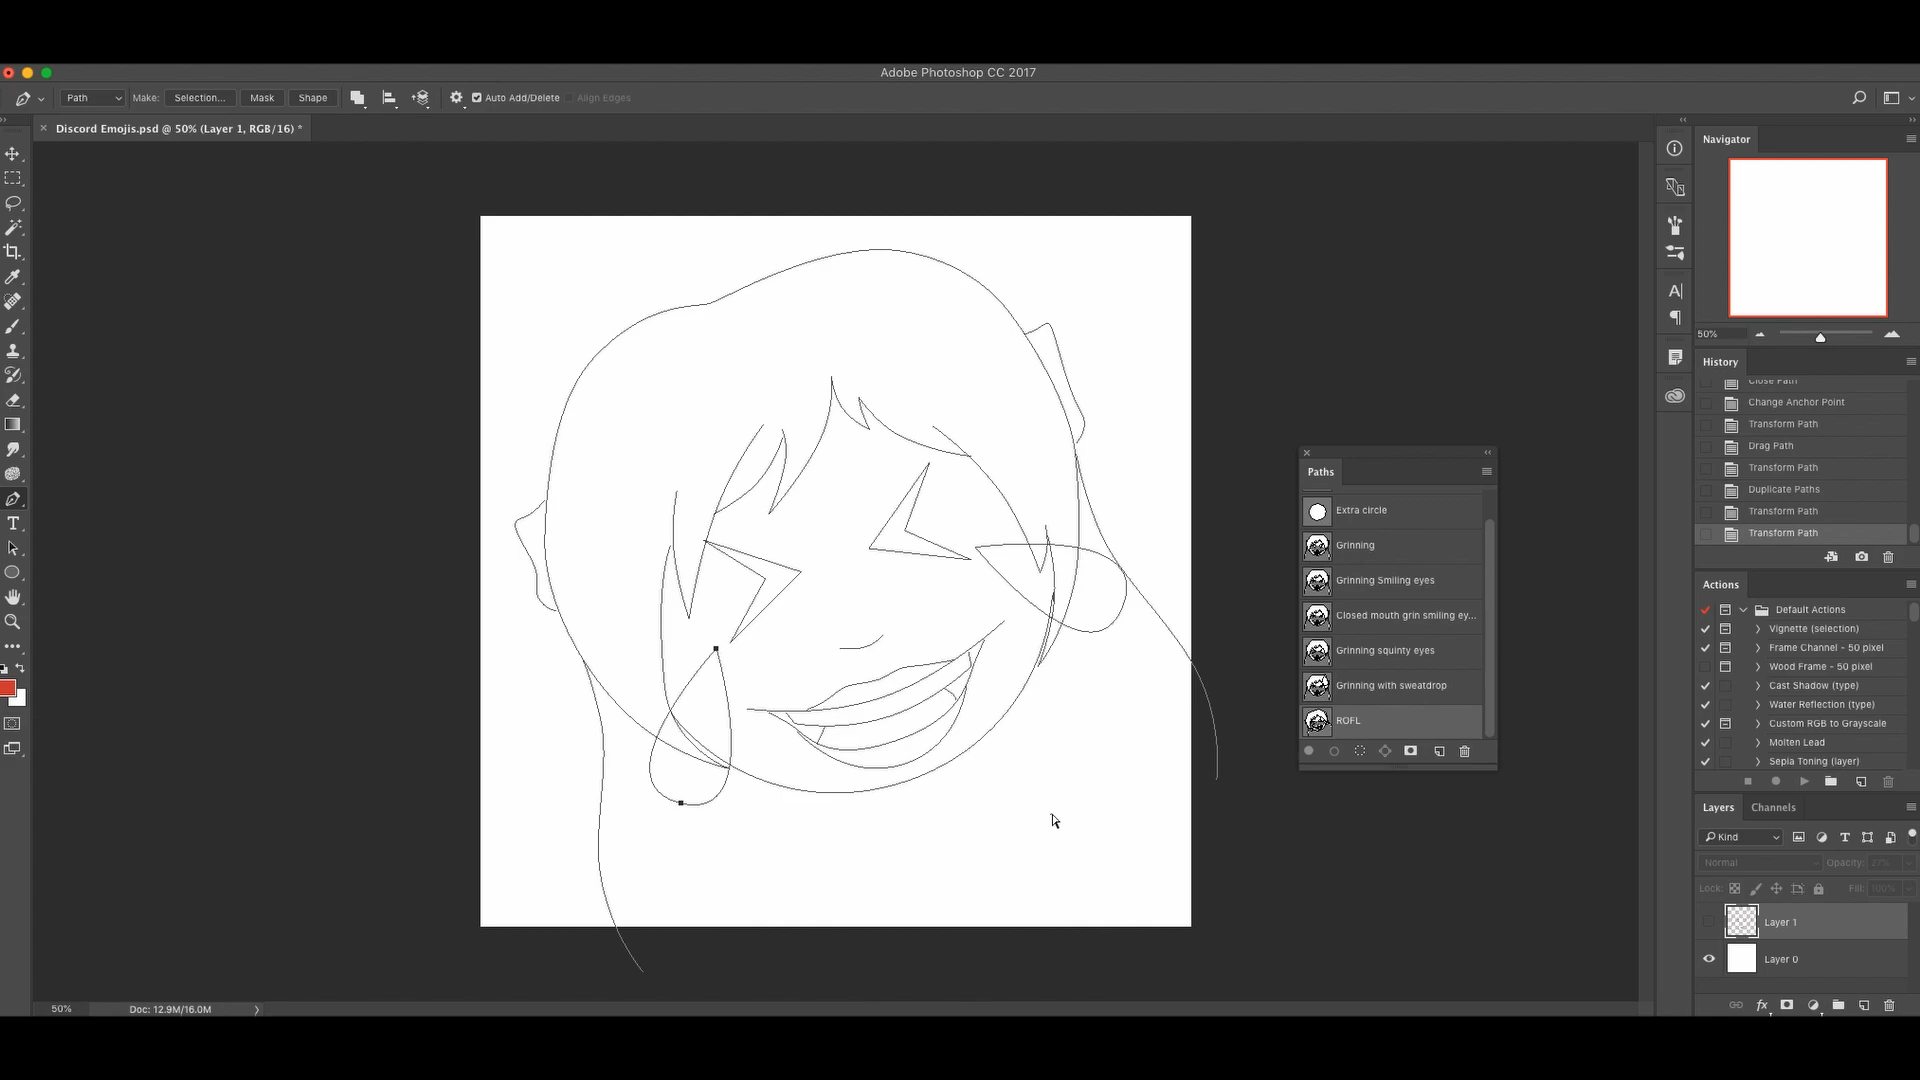 Adobe Photoshop CC 2017
Path Make: Selection... Mask Shape Auto Add/Delete Align Edges
× Discord Emojis.psd @ 50% (Layer 1, RGB/16) *
Navigator
50%
History
Close Path
Change Anchor Point
Transform Path
Drag Path
Transform Path
Duplicate Paths
Transform Path
Transform Path
Paths
Extra circle
Grinning
Grinning Smiling eyes
Closed mouth grin smiling ey...
Grinning squinty eyes
Grinning with sweatdrop
ROFL
Actions
Default Actions
Vignette (selection)
Frame Channel - 50 pixel
Wood Frame - 50 pixel
Cast Shadow (type)
Water Reflection (type)
Custom RGB to Grayscale
Molten Lead
Sepia Toning (layer)
Layers Channels
Kind
Normal Opacity: 27%
Lock: Fill: 100%
Layer 1
Layer 0
fx
50% Doc: 12.9M/16.0M